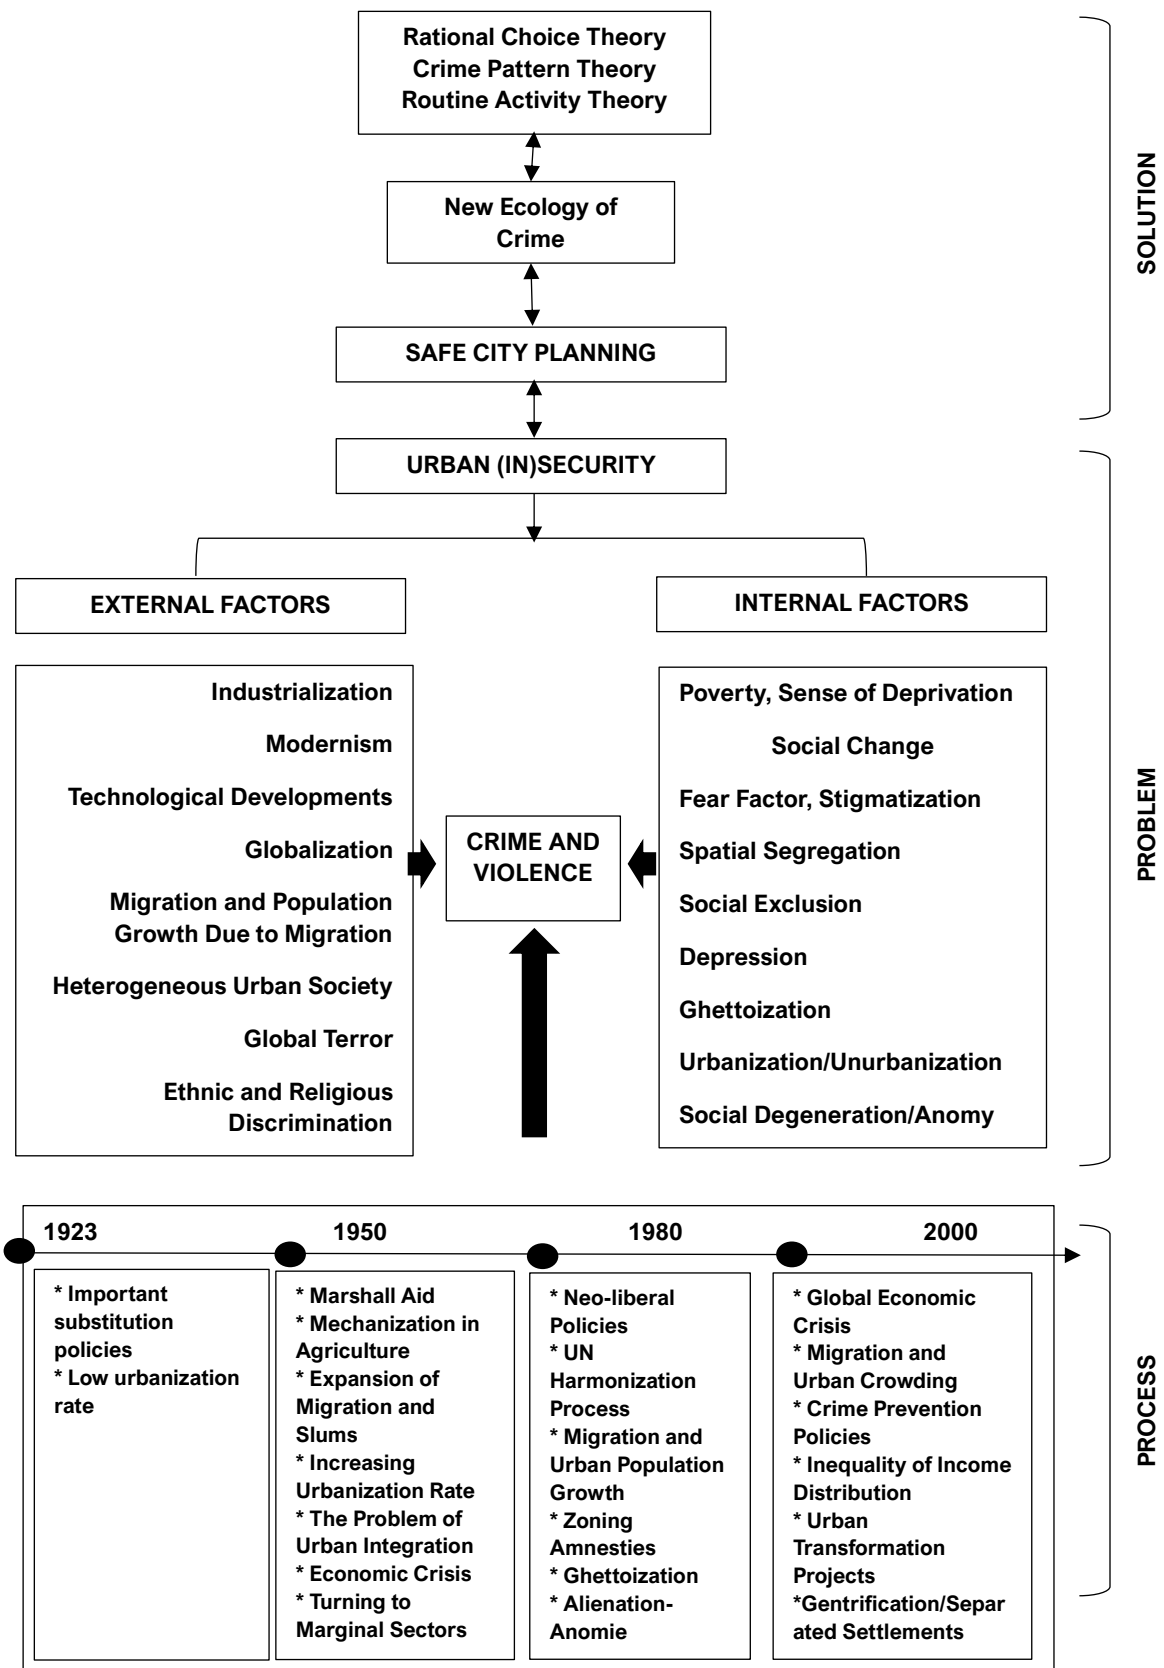 Rational Choice Theory
Crime Pattern Theory
Routine Activity Theory
New Ecology of
Crime
SAFE CITY PLANNING
URBAN (IN)SECURITY
SOLUTION
EXTERNAL FACTORS
Industrialization
Modernism
Technological Developments
Globalization
Migration and Population
Growth Due to Migration
Heterogeneous Urban Society
Global Terror
Ethnic and Religious
Discrimination
CRIME AND
VIOLENCE
INTERNAL FACTORS
Poverty, Sense of Deprivation
Social Change
Fear Factor, Stigmatization
Spatial Segregation
Social Exclusion
Depression
Ghettoization
Urbanization/Unurbanization
Social Degeneration/Anomy
PROBLEM
1923
* Important
substitution
policies
* Low urbanization
rate
1950
* Marshall Aid
* Mechanization in
Agriculture
* Expansion of
Migration and
Slums
* Increasing
Urbanization Rate
* The Problem of
Urban Integration
* Economic Crisis
* Turning to
Marginal Sectors
1980
* Neo-liberal
Policies
* UN
Harmonization
Process
* Migration and
Urban Population
Growth
* Zoning
Amnesties
* Ghettoization
* Alienation-
Anomie
2000
* Global Economic
Crisis
* Migration and
Urban Crowding
* Crime Prevention
Policies
* Inequality of Income
Distribution
* Urban
Transformation
Projects
*Gentrification/Separ
ated Settlements
PROCESS